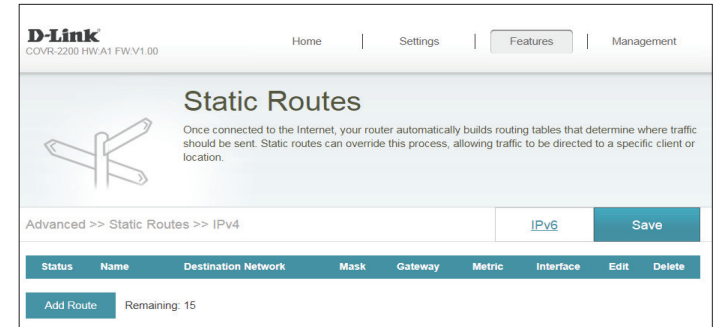 D-Link
COVR-2200 HW:A1 FW:V1.00
Home | Settings | Features | Management
Static Routes
Once connected to the Internet, your router automatically builds routing tables that determine where traffic
should be sent. Static routes can override this process, allowing traffic to be directed to a specific client or
location.
Advanced >> Static Routes >> IPv4 IPv6 Save
Status Name Destination Network Mask Gateway Metric Interface Edit Delete
Add Route Remaining: 15